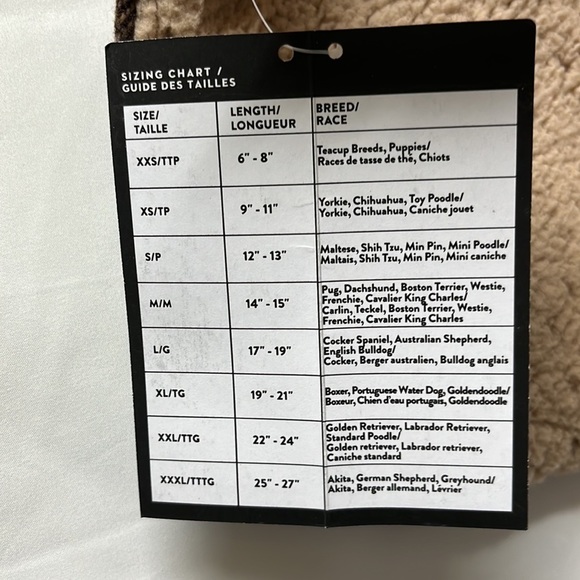 SIZING CHART /
GUIDE DES TAILLES
SIZE/ LENGTH/ BREED/
TAILLE LONGUEUR RACE
XXS/TTP 6" - 8" Teacup Breeds, Puppies/
Races de tasse de thé, Chiots
XS/TP 9" - 11" Yorkie, Chihuahua, Toy Poodle/
Yorkie, Chihuahua, Caniche jouet
S/P 12" - 13" Maltese, Shih Tzu, Min Pin, Mini Poodle/
Maltais, Shih Tzu, Min Pin, Mini caniche
M/M 14" - 15" Pug, Dachshund, Boston Terrier, Westie,
Frenchie, Cavalier King Charles/
Carlin, Teckel, Boston Terrier, Westie,
Frenchie, Cavalier King Charles
L/G 17" - 19" Cocker Spaniel, Australian Shepherd,
English Bulldog/
Cocker, Berger australien, Bulldog anglais
XL/TG 19" - 21" Boxer, Portuguese Water Dog, Goldendoodle/
Boxeur, Chien d'eau portugais, Goldendoodle
XXL/TTG 22" - 24" Golden Retriever, Labrador Retriever,
Standard Poodle/
Golden retriever, Labrador retriever,
Caniche standard
XXXL/TTTG 25" - 27" Akita, German Shepherd, Greyhound/
Akita, Berger allemand, Lévrier